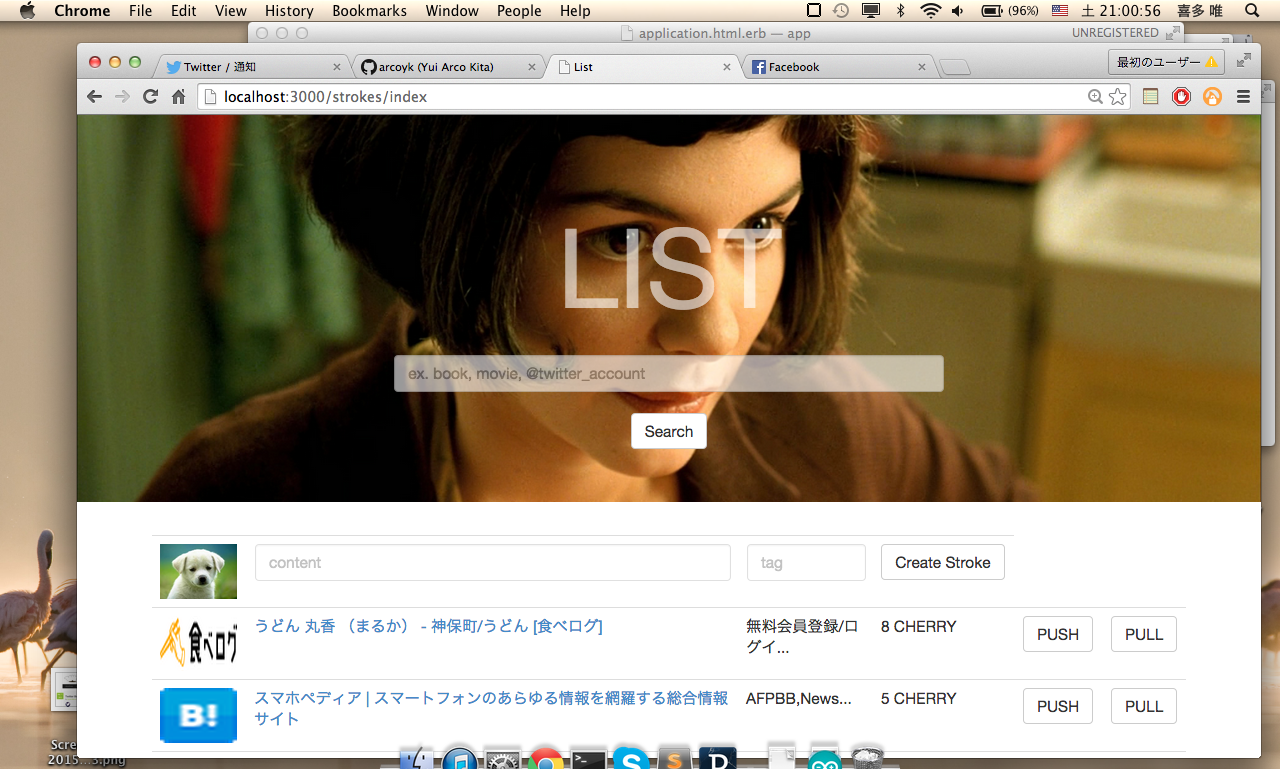 Chrome File Edit View History Bookmarks Window People Help (96%) 土 21:00:56 喜多 唯
application.html.erb — app UNREGISTERED
Twitter / 通知 arcoyk (Yui Arco Kita) List Facebook 最初のユーザー
localhost:3000/strokes/index
LIST
ex. book, movie, @twitter_account
Search
content tag Create Stroke
食べログ うどん 丸香 （まるか） - 神保町/うどん [食べログ] 無料会員登録/ロ 8 CHERRY PUSH PULL
グイ...
B! スマホペディア | スマートフォンのあらゆる情報を網羅する総合情報 AFPBB,News... 5 CHERRY PUSH PULL
サイト
Scre
2015...3.png